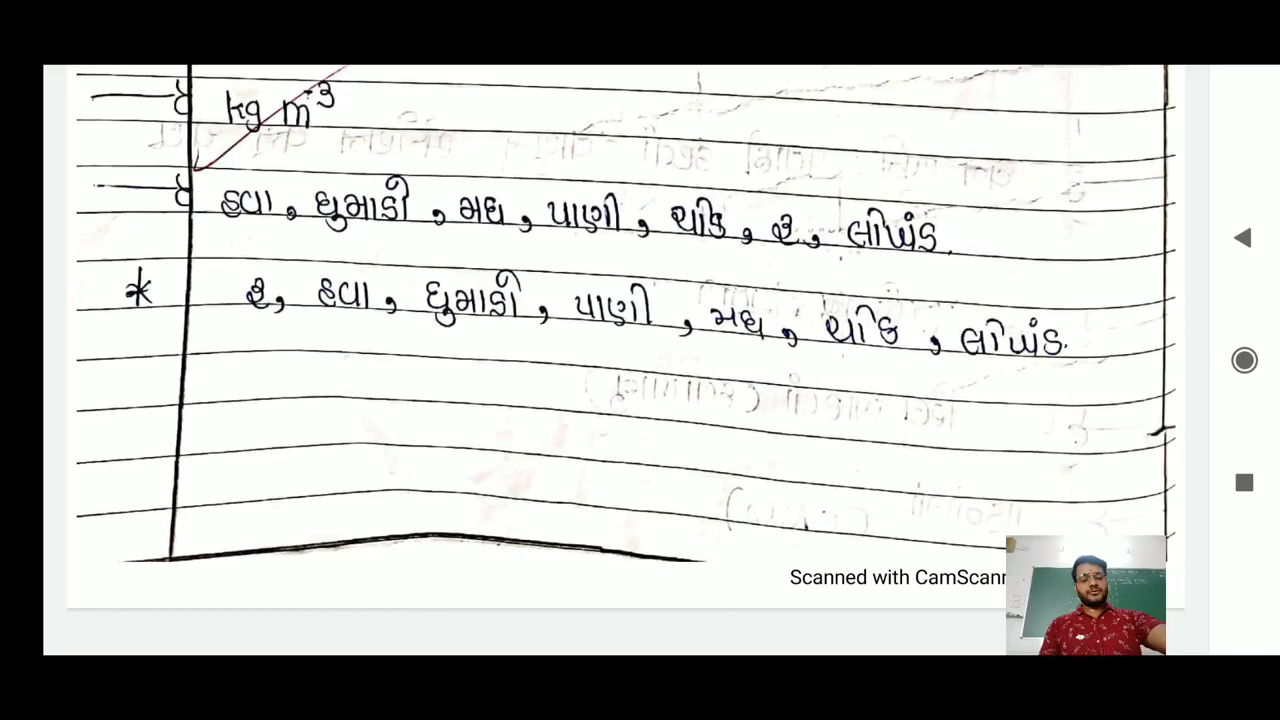 kg m⁻³
હવા, ધુમાડો, મધ, પાણી, ચોક, રૂ, લોખંડ.
* રૂ, હવા, ધુમાડો, પાણી, મધ, ચોક, લોખંડ.
Scanned with CamScann